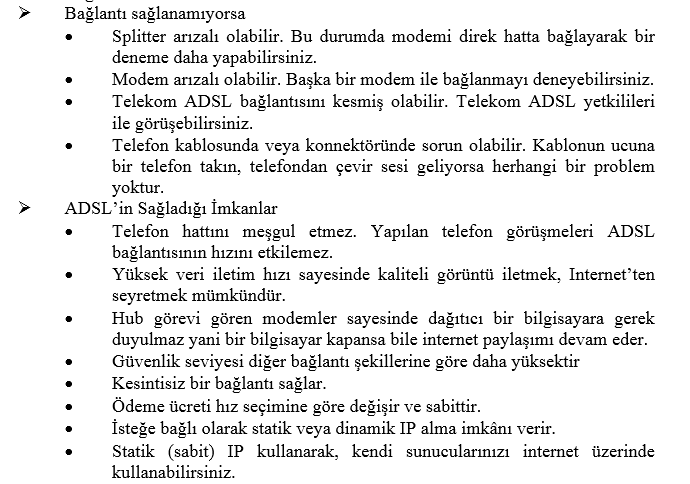 ➢ Bağlantı sağlanamıyorsa
• Splitter arızalı olabilir. Bu durumda modemi direk hatta bağlayarak bir
deneme daha yapabilirsiniz.
• Modem arızalı olabilir. Başka bir modem ile bağlanmayı deneyebilirsiniz.
• Telekom ADSL bağlantısını kesmiş olabilir. Telekom ADSL yetkilileri
ile görüşebilirsiniz.
• Telefon kablosunda veya konnektöründe sorun olabilir. Kablonun ucuna
bir telefon takın, telefondan çevir sesi geliyorsa herhangi bir problem
yoktur.
➢ ADSL’in Sağladığı İmkanlar
• Telefon hattını meşgul etmez. Yapılan telefon görüşmeleri ADSL
bağlantısının hızını etkilemez.
• Yüksek veri iletim hızı sayesinde kaliteli görüntü iletmek, Internet’ten
seyretmek mümkündür.
• Hub görevi gören modemler sayesinde dağıtıcı bir bilgisayara gerek
duyulmaz yani bir bilgisayar kapansa bile internet paylaşımı devam eder.
• Güvenlik seviyesi diğer bağlantı şekillerine göre daha yüksektir
• Kesintisiz bir bağlantı sağlar.
• Ödeme ücreti hız seçimine göre değişir ve sabittir.
• İsteğe bağlı olarak statik veya dinamik IP alma imkânı verir.
• Statik (sabit) IP kullanarak, kendi sunucularınızı internet üzerinde
kullanabilirsiniz.